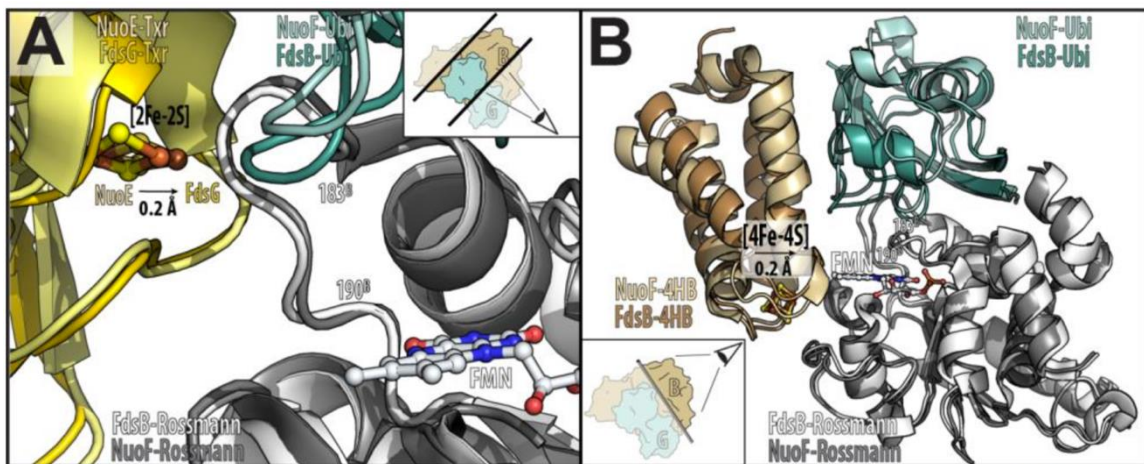 A
NuoE-Txr
FdsG-Txr
NuoF-Ubi
FdsB-Ubi
B
G
[2Fe-2S]
NuoE
FdsG
0.2 Å
183ᴮ
190ᴮ
FMN
FdsB-Rossmann
NuoF-Rossmann
B
NuoF-Ubi
FdsB-Ubi
[4Fe-4S]
0.2 Å
183ᴮ
190ᴮ
FMN
NuoF-4HB
FdsB-4HB
B
G
FdsB-Rossmann
NuoF-Rossmann